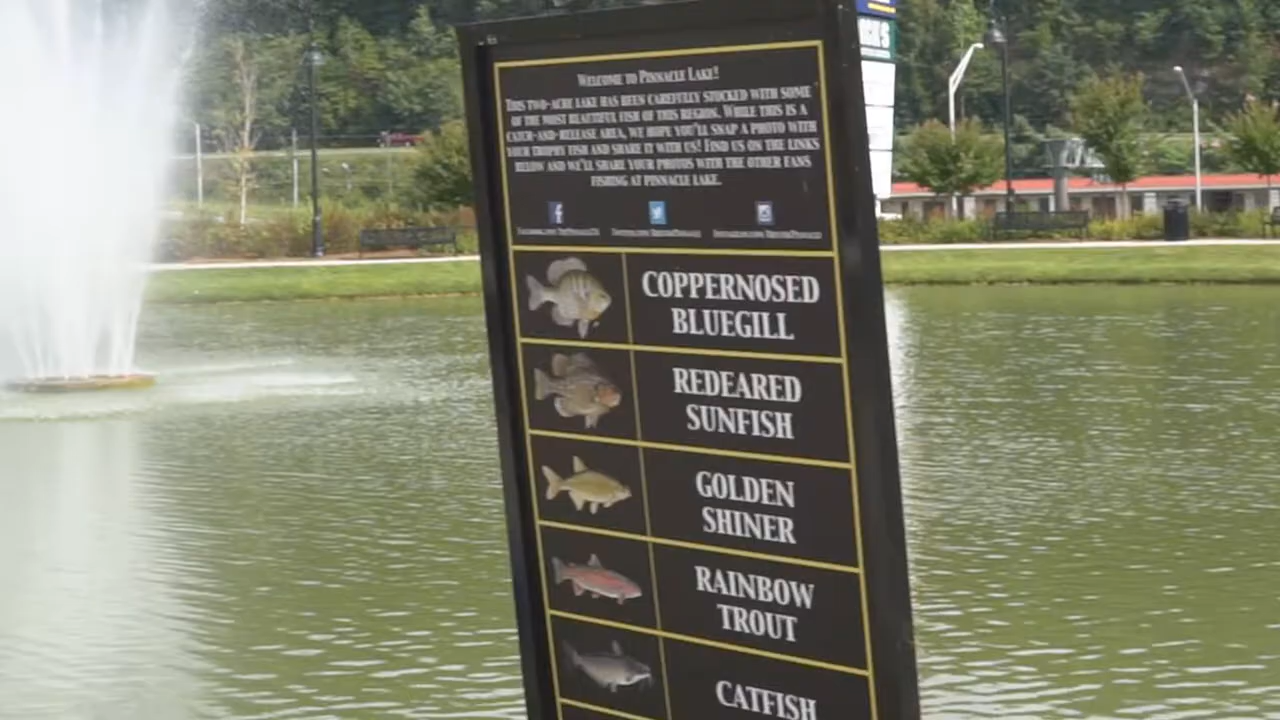 WELCOME TO PINNACLE LAKE!
THIS TWO-ACRE LAKE HAS BEEN CAREFULLY STOCKED WITH SOME
OF THE MOST BEAUTIFUL FISH OF THIS REGION. WHILE THIS IS A
CATCH-AND-RELEASE AREA, WE HOPE YOU'LL SNAP A PHOTO WITH
YOUR TROPHY FISH AND SHARE IT WITH US! FIND US ON THE LINKS
BELOW AND WE'LL SHARE YOUR PHOTOS WITH THE OTHER FANS
FISHING AT PINNACLE LAKE.
COPPERNOSED
BLUEGILL
REDEARED
SUNFISH
GOLDEN
SHINER
RAINBOW
TROUT
CATFISH